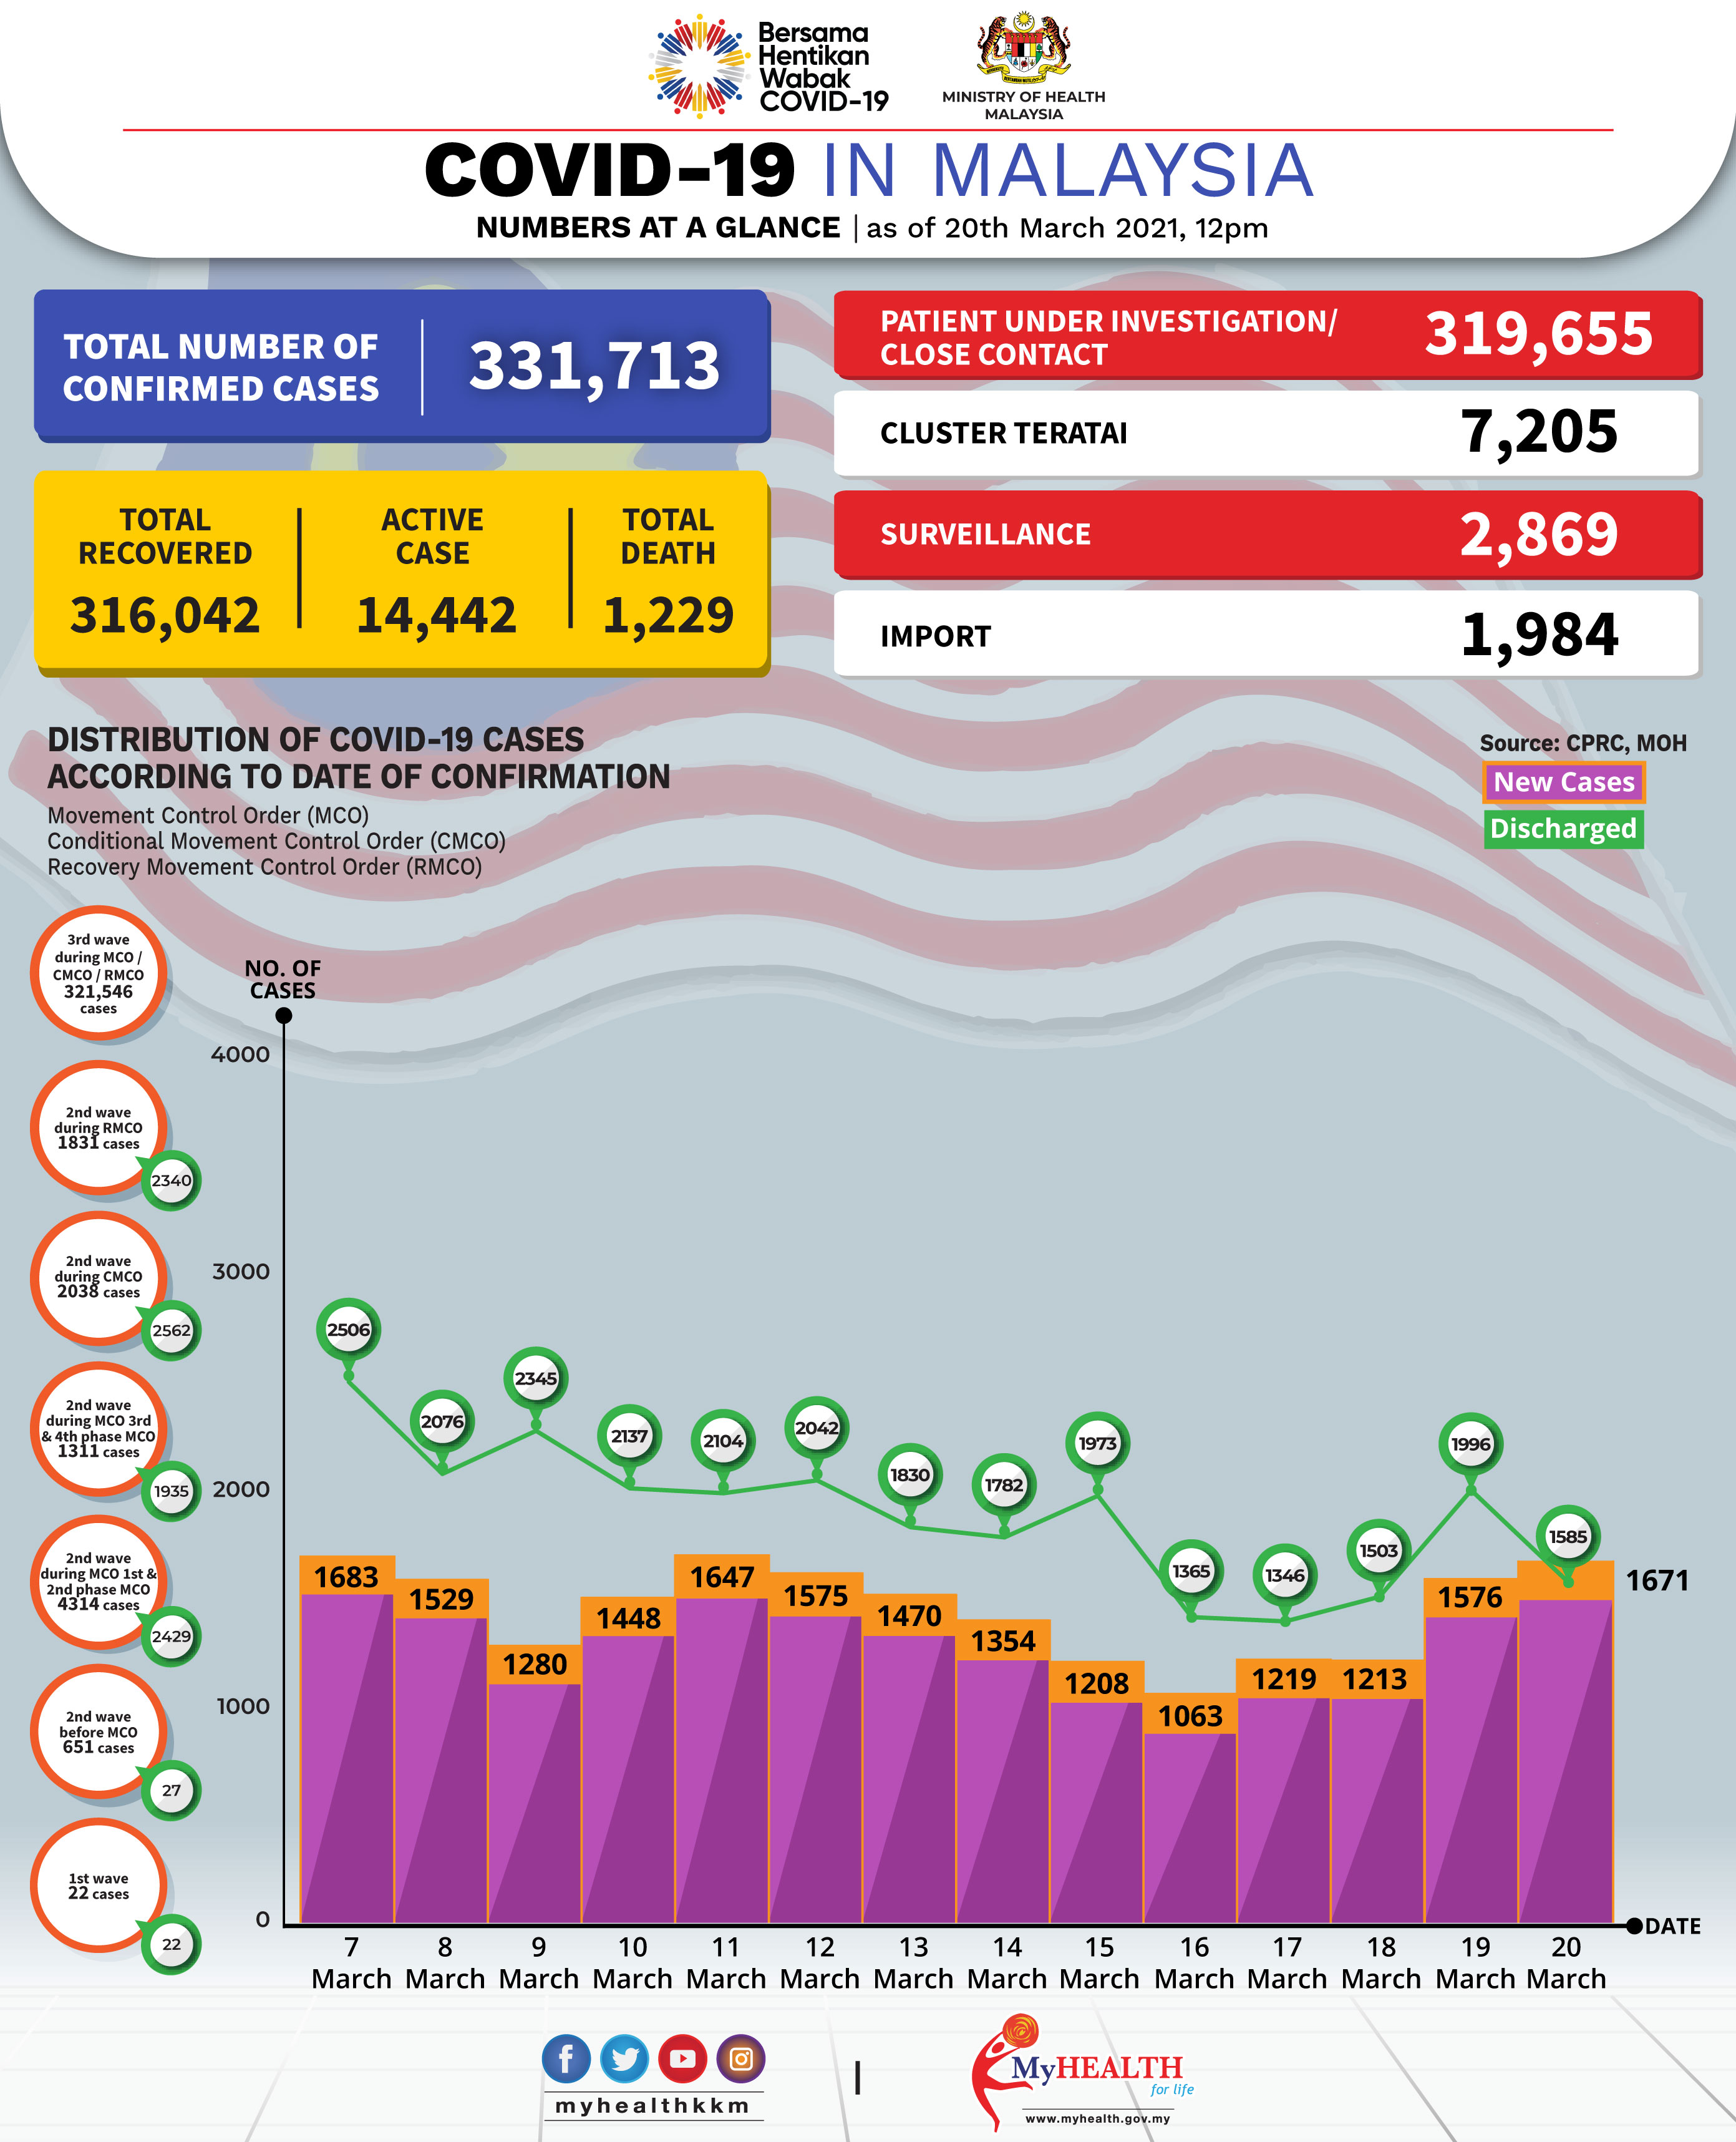 Bersama
Hentikan
Wabak
COVID-19
MINISTRY OF HEALTH
MALAYSIA
COVID-19 IN MALAYSIA
NUMBERS AT A GLANCE | as of 20th March 2021, 12pm
TOTAL NUMBER OF
CONFIRMED CASES
331,713
TOTAL
RECOVERED
316,042
ACTIVE
CASE
14,442
TOTAL
DEATH
1,229
PATIENT UNDER INVESTIGATION/
CLOSE CONTACT
319,655
CLUSTER TERATAI
7,205
SURVEILLANCE
2,869
IMPORT
1,984
DISTRIBUTION OF COVID-19 CASES
ACCORDING TO DATE OF CONFIRMATION
Movement Control Order (MCO)
Conditional Movement Control Order (CMCO)
Recovery Movement Control Order (RMCO)
Source: CPRC, MOH
New Cases
Discharged
3rd wave
during MCO /
CMCO / RMCO
321,546
cases
2nd wave
during RMCO
1831 cases
2340
2nd wave
during CMCO
2038 cases
2562
2nd wave
during MCO 3rd
& 4th phase MCO
1311 cases
1935
2nd wave
during MCO 1st &
2nd phase MCO
4314 cases
2429
2nd wave
before MCO
651 cases
27
1st wave
22 cases
22
NO. OF
CASES
4000
3000
2000
1000
0
2506
2076
2345
2137
2104
2042
1830
1782
1973
1365
1346
1503
1996
1585
1683
1529
1280
1448
1647
1575
1470
1354
1208
1063
1219
1213
1576
1671
DATE
7 8 9 10 11 12 13 14 15 16 17 18 19 20
March March March March March March March March March March March March March March
myhealthkkm
MyHEALTH
for life
www.myhealth.gov.my